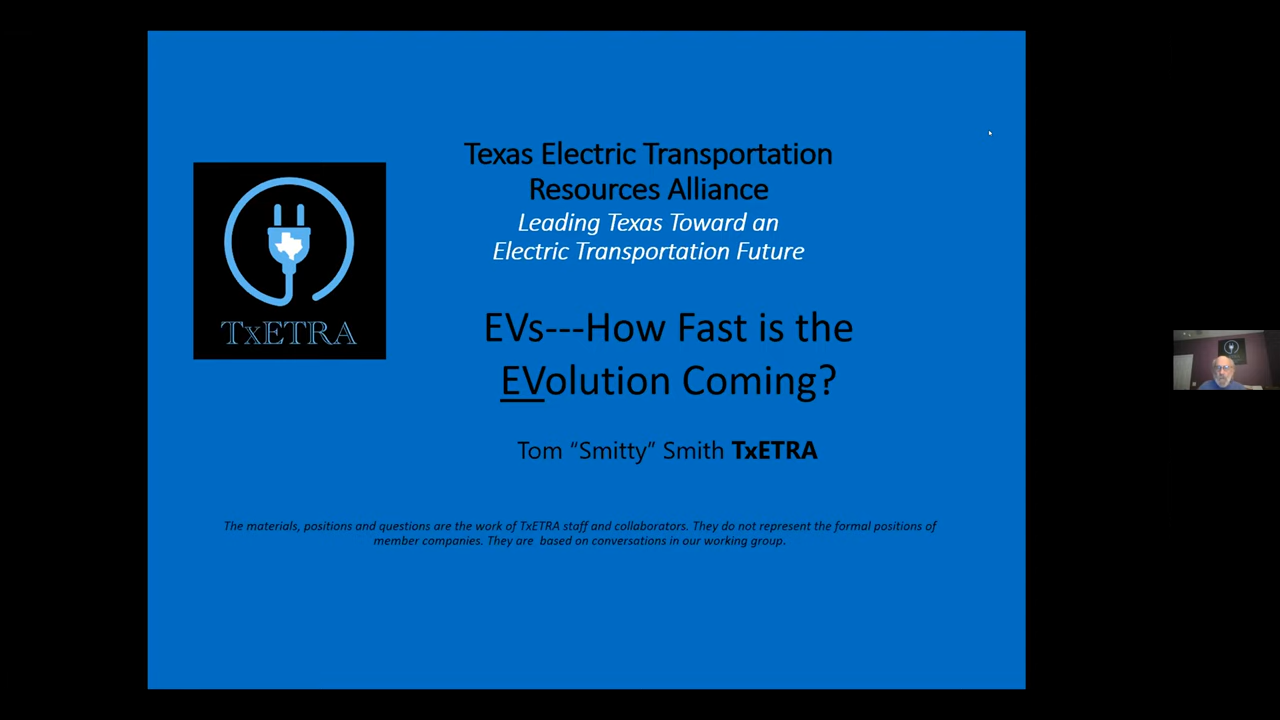 Texas Electric Transportation
Resources Alliance
Leading Texas Toward an
Electric Transportation Future
TxETRA
EVs---How Fast is the
EVolution Coming?
Tom “Smitty” Smith TxETRA
The materials, positions and questions are the work of TxETRA staff and collaborators. They do not represent the formal positions of
member companies. They are  based on conversations in our working group.